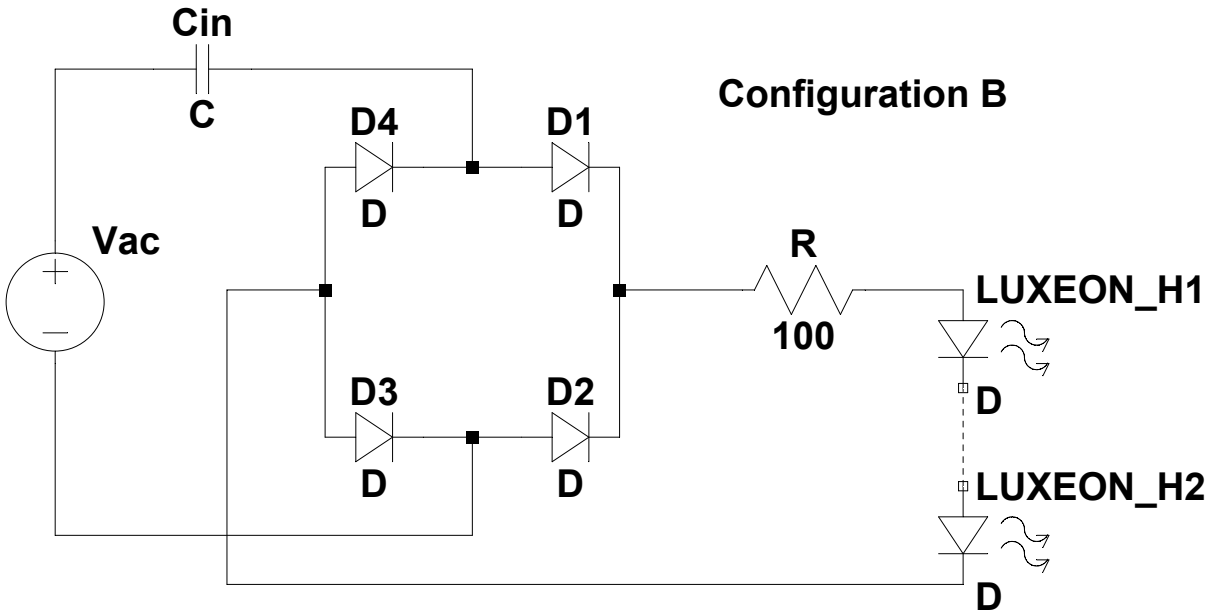 Cin
C
Configuration B
D4
D1
D
D
Vac
R
100
LUXEON_H1
D
D3
D2
D
D
LUXEON_H2
D